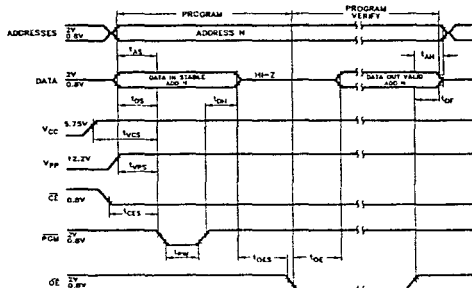 PROGRAM
PROGRAM VERIFY
ADDRESSES 2V 0.8V ADDRESS N
tAS
tAH
DATA 2V 0.8V DATA IN STABLE ADD N HI-Z DATA OUT VALID ADD N
tDS
tDH
tDF
VCC 5.75V
tVCS
VPP 12.2V
tVPS
CE 0.8V
tCES
PGM 2V 0.8V
tPW
tOES
tOE
OE 2V 0.8V